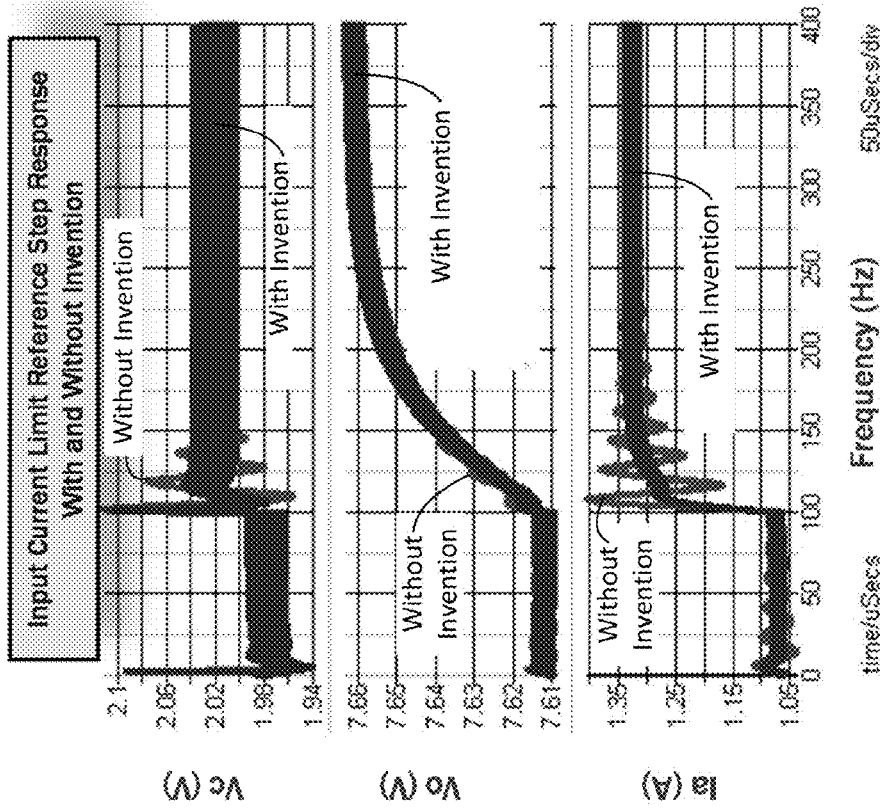 Input Current Limit Reference Step Response
With and Without Invention
Vc (V)
2.1
2.06
2.02
1.98
1.94
Without Invention
With Invention
Vo (V)
7.66
7.65
7.64
7.63
7.62
7.61
Without
Invention
With Invention
Ia (A)
1.35
1.25
1.15
1.05
Without
Invention
With Invention
0
50
100
150
200
250
300
350
400
time/uSecs
Frequency (Hz)
50uSecs/div